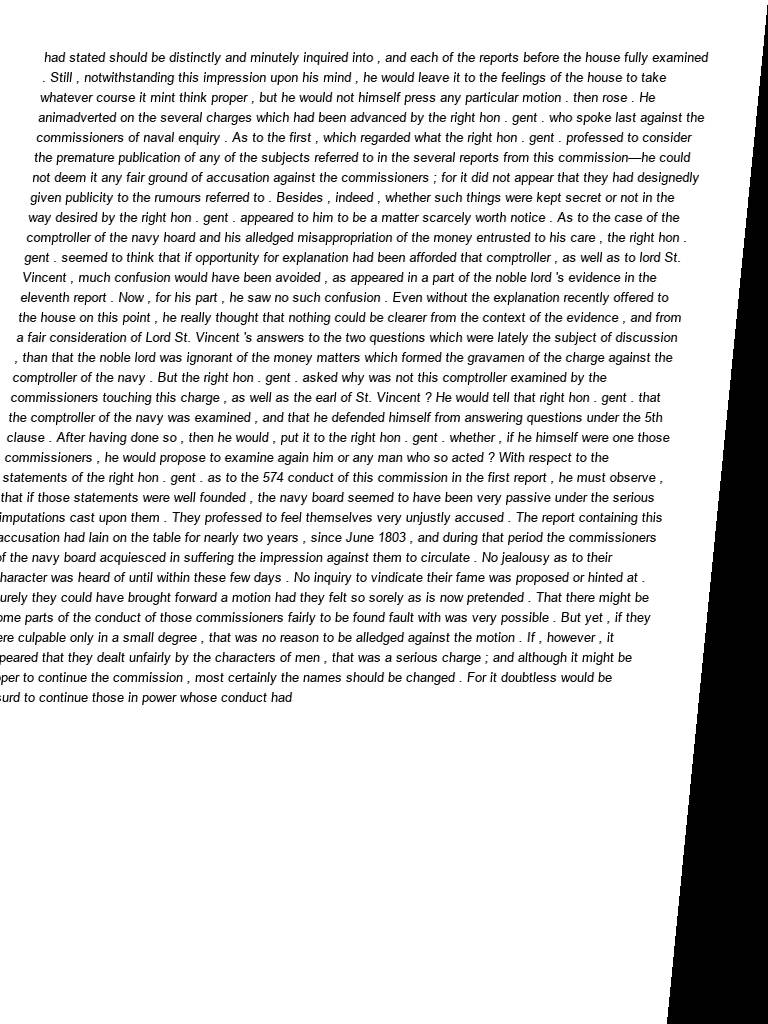 had stated should be distinctly and minutely inquired into , and each of the reports before the house fully examined
. Still , notwithstanding this impression upon his mind , he would leave it to the feelings of the house to take
whatever course it mint think proper , but he would not himself press any particular motion . then rose . He
animadverted on the several charges which had been advanced by the right hon . gent . who spoke last against the
commissioners of naval enquiry . As to the first , which regarded what the right hon . gent . professed to consider
the premature publication of any of the subjects referred to in the several reports from this commission—he could
not deem it any fair ground of accusation against the commissioners ; for it did not appear that they had designedly
given publicity to the rumours referred to . Besides , indeed , whether such things were kept secret or not in the
way desired by the right hon . gent . appeared to him to be a matter scarcely worth notice . As to the case of the
comptroller of the navy hoard and his alledged misappropriation of the money entrusted to his care , the right hon .
gent . seemed to think that if opportunity for explanation had been afforded that comptroller , as well as to lord St.
Vincent , much confusion would have been avoided , as appeared in a part of the noble lord 's evidence in the
eleventh report . Now , for his part , he saw no such confusion . Even without the explanation recently offered to
the house on this point , he really thought that nothing could be clearer from the context of the evidence , and from
a fair consideration of Lord St. Vincent 's answers to the two questions which were lately the subject of discussion
, than that the noble lord was ignorant of the money matters which formed the gravamen of the charge against the
comptroller of the navy . But the right hon . gent . asked why was not this comptroller examined by the
commissioners touching this charge , as well as the earl of St. Vincent ? He would tell that right hon . gent . that
the comptroller of the navy was examined , and that he defended himself from answering questions under the 5th
clause . After having done so , then he would , put it to the right hon . gent . whether , if he himself were one those
commissioners , he would propose to examine again him or any man who so acted ? With respect to the
statements of the right hon . gent . as to the 574 conduct of this commission in the first report , he must observe ,
that if those statements were well founded , the navy board seemed to have been very passive under the serious
imputations cast upon them . They professed to feel themselves very unjustly accused . The report containing this
accusation had lain on the table for nearly two years , since June 1803 , and during that period the commissioners
of the navy board acquiesced in suffering the impression against them to circulate . No jealousy as to their
haracter was heard of until within these few days . No inquiry to vindicate their fame was proposed or hinted at .
urely they could have brought forward a motion had they felt so sorely as is now pretended . That there might be
ome parts of the conduct of those commissioners fairly to be found fault with was very possible . But yet , if they
ere culpable only in a small degree , that was no reason to be alledged against the motion . If , however , it
peared that they dealt unfairly by the characters of men , that was a serious charge ; and although it might be
per to continue the commission , most certainly the names should be changed . For it doubtless would be
surd to continue those in power whose conduct had